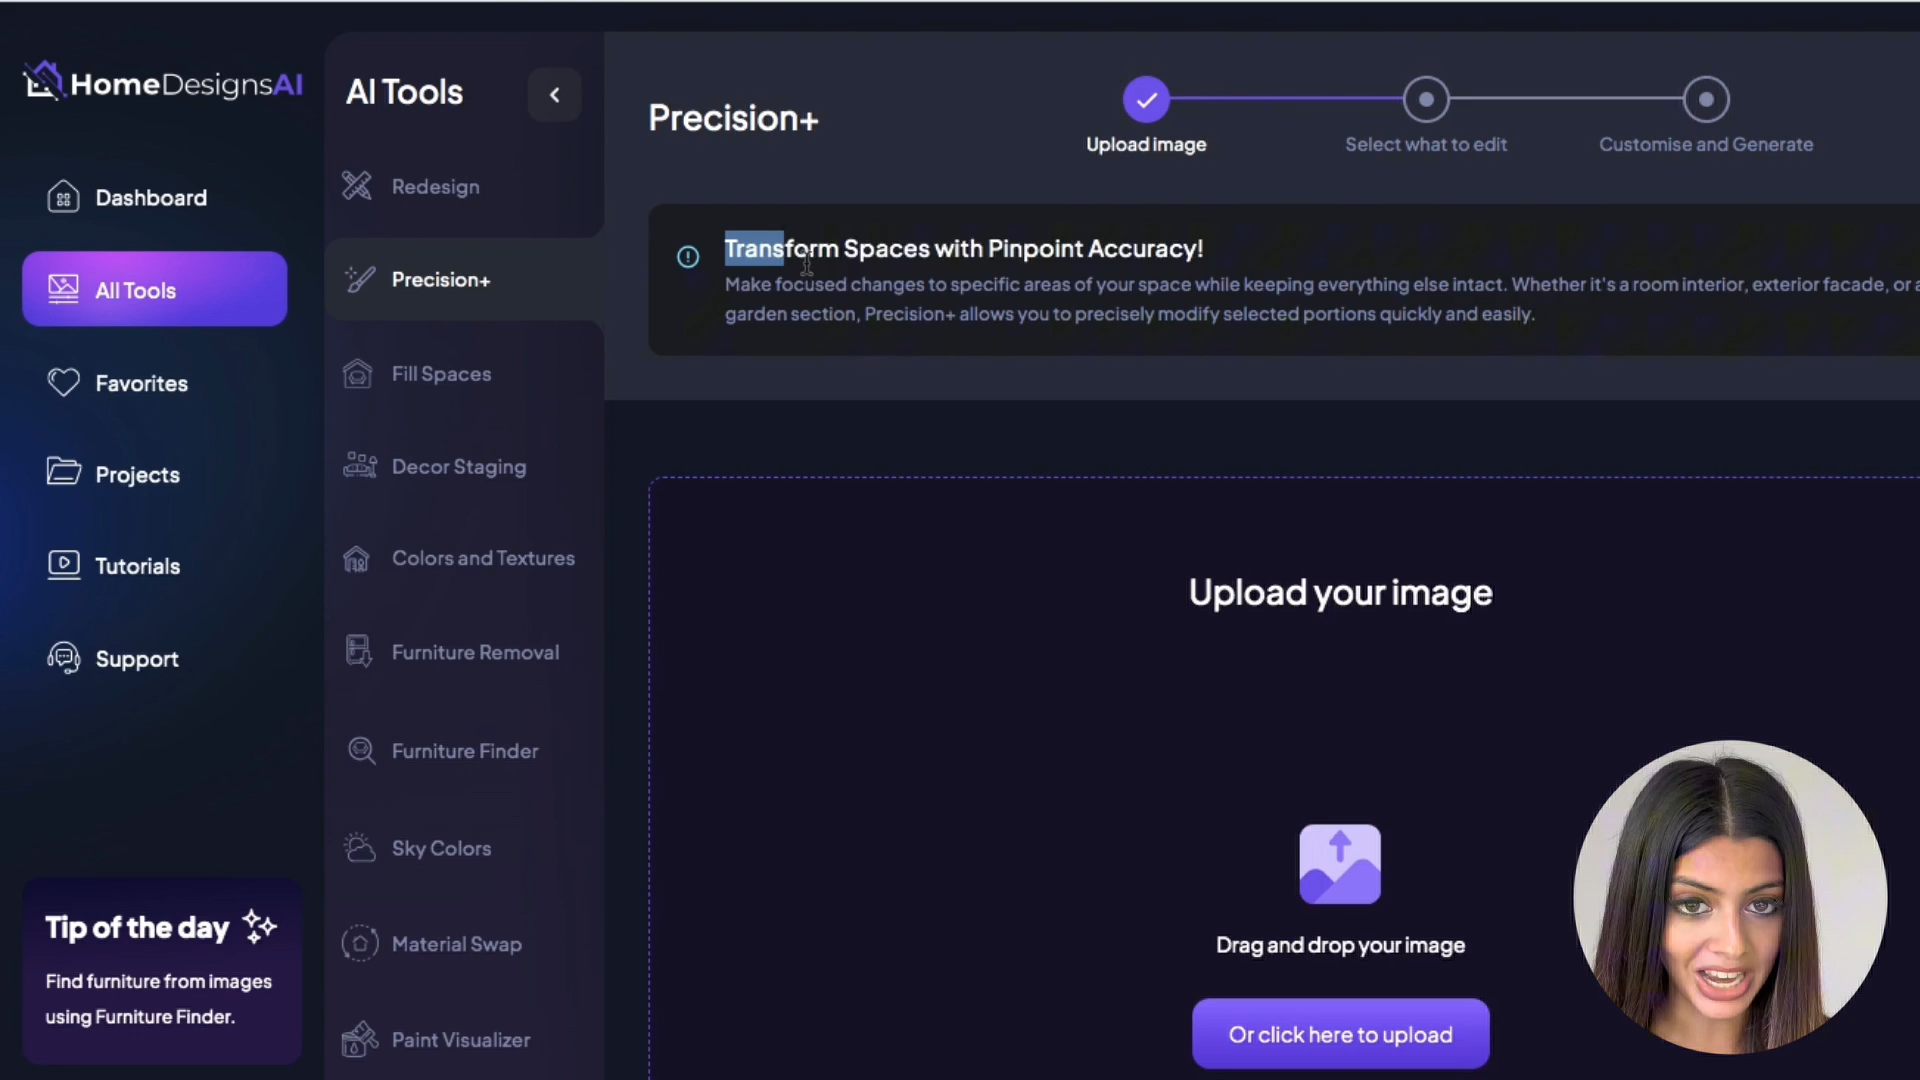 HomeDesignsAI
Dashboard
All Tools
Favorites
Projects
Tutorials
Support
Tip of the day
Find furniture from images
using Furniture Finder.
AI Tools
Redesign
Precision+
Fill Spaces
Decor Staging
Colors and Textures
Furniture Removal
Furniture Finder
Sky Colors
Material Swap
Paint Visualizer
Precision+
Upload image
Select what to edit
Customise and Generate
Transform Spaces with Pinpoint Accuracy!
Make focused changes to specific areas of your space while keeping everything else intact. Whether it's a room interior, exterior facade, or a
garden section, Precision+ allows you to precisely modify selected portions quickly and easily.
Upload your image
Drag and drop your image
Or click here to upload